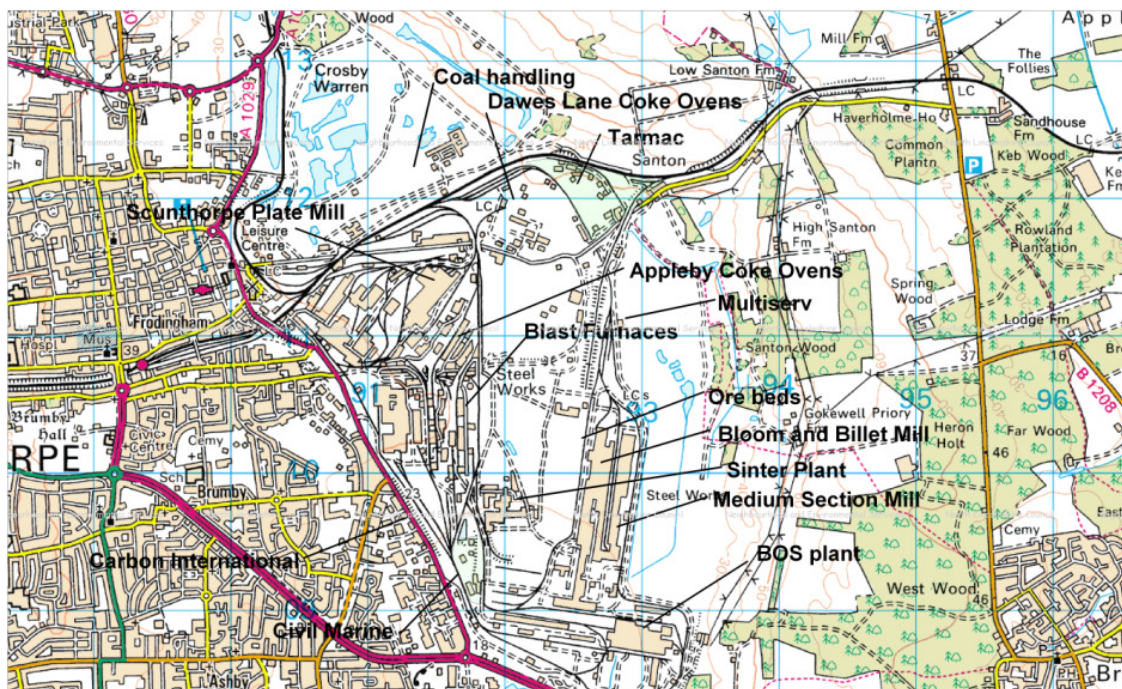 Industrial Park
Wood
13
Crosby
Warren
A 1029
Coal handling
Dawes Lane Coke Ovens
Tarmac
Low Santon Fm
Mill Fm
The
Follies
LC
Haverholme Ho
Sandhouse
Fm
LC
Common
Plantn
Keb Wood
P
12
Santon
LC
Scunthorpe Plate Mill
Leisure
Centre
LC
High Santon
Fm
Rowland
Plantation
Appleby Coke Ovens
Multiserv
Spring
Wood
Lodge Fm
Frodingham
Blast Furnaces
Mus
39
Steel
Works
Santon Wood
37
16
B 1208
91
LCs
93
94
95
96
Ore beds
Gokewell Priory
Brumby
Hall
Civic
Centre
Cemy
Bloom and Billet Mill
Heron
Holt
Far Wood
RPE
10
46
Sinter Plant
Sch
Brumby
23
Steel Works
Medium Section Mill
Cemy
Carbon International
BOS plant
50
West Wood
46
Civil Marine
18
Ashby
PH
Br